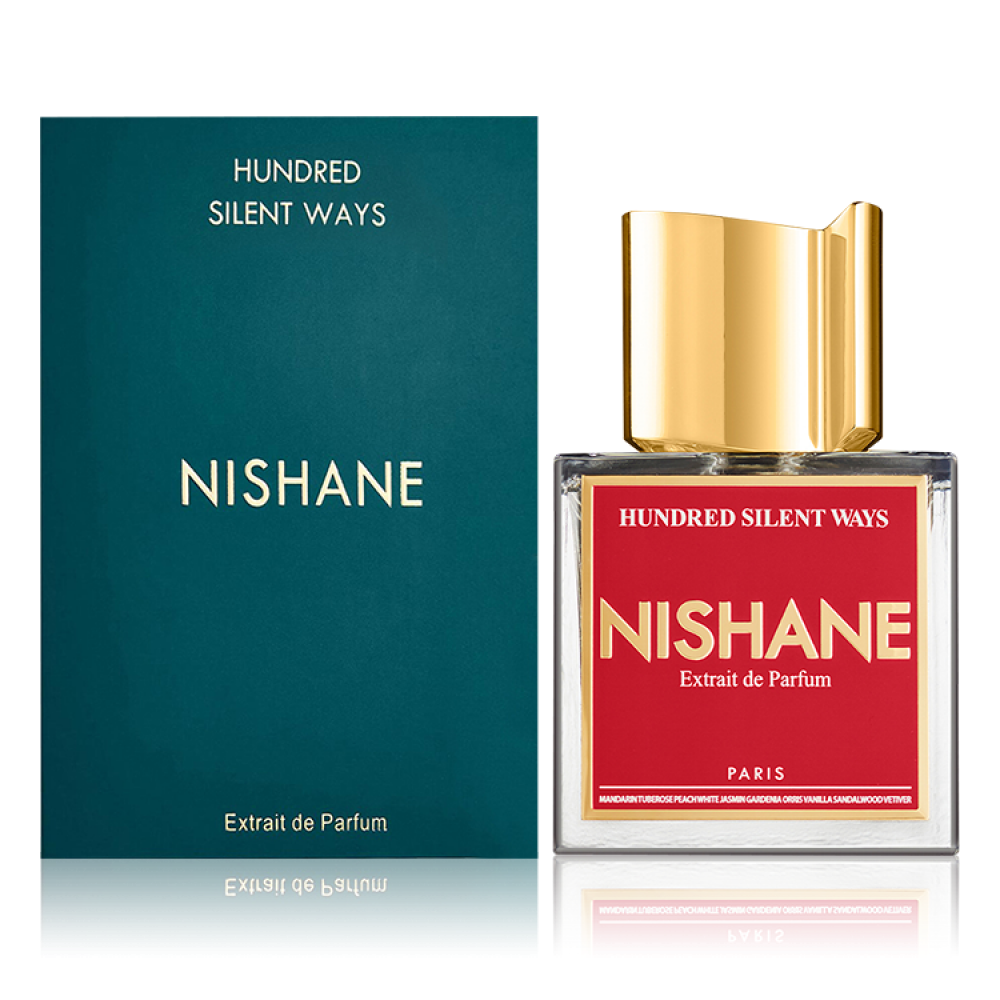 HUNDRED
SILENT WAYS
NISHANE
Extrait de Parfum
HUNDRED SILENT WAYS
NISHANE
Extrait de Parfum
PARIS
MANDARIN TUBEROSE PEACH WHITE JASMIN GARDENIA ORRIS VANILLA SANDALWOOD VETIVER